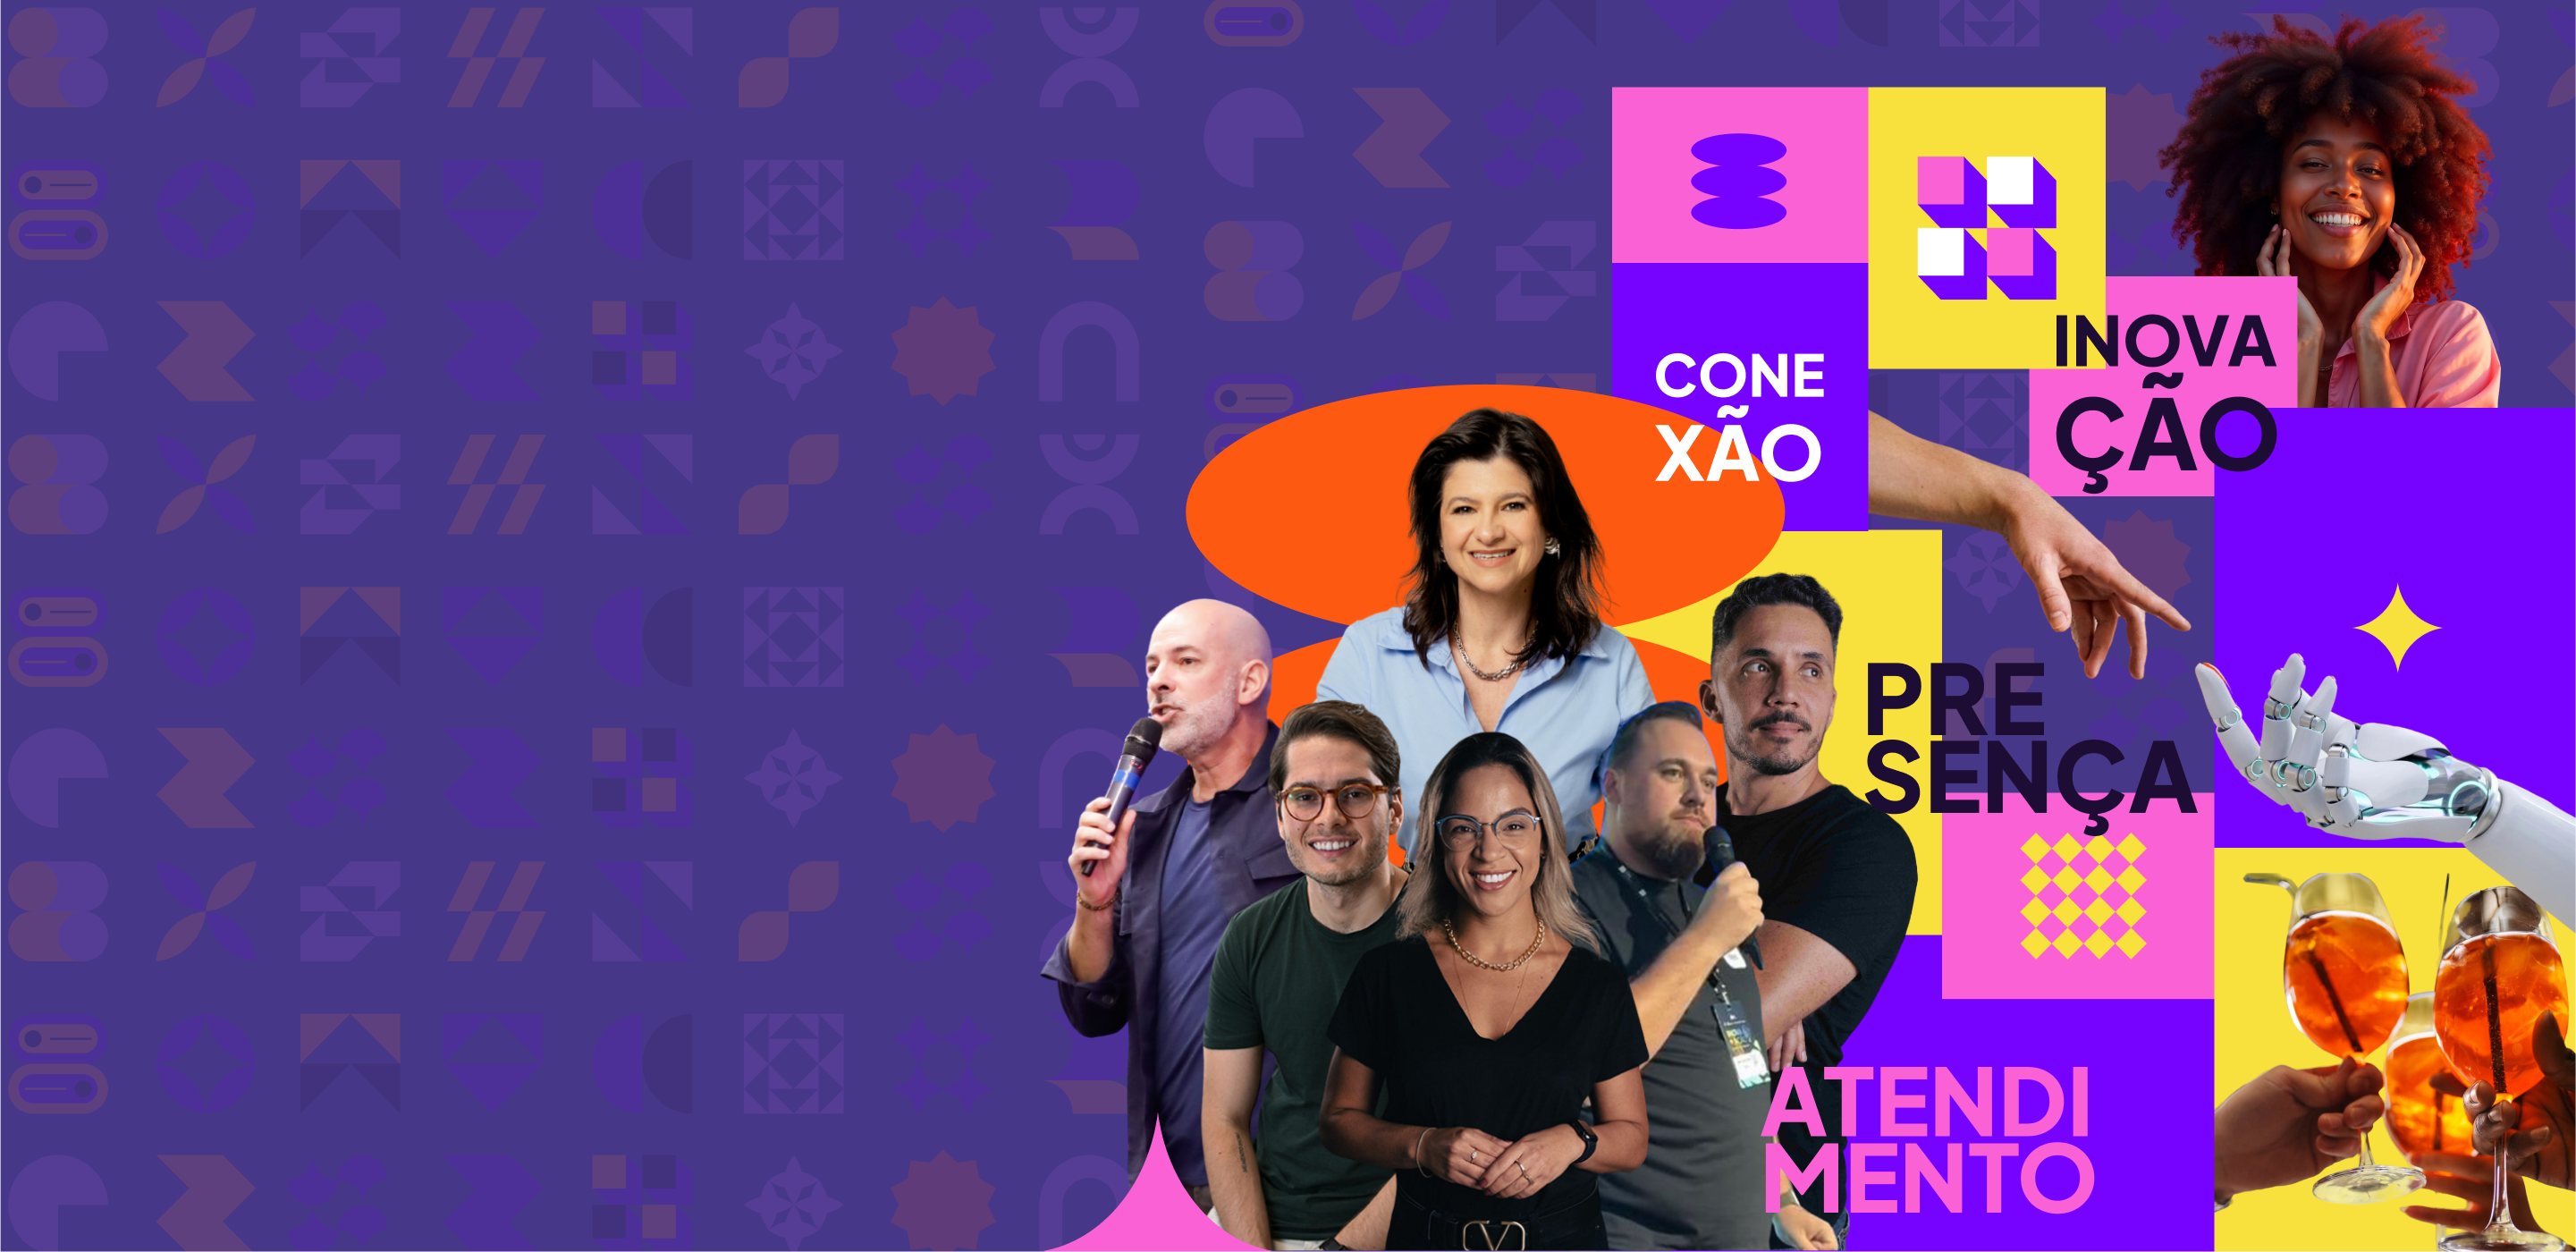 CONE
XÃO
INOVA
ÇÃO
PRE
SENÇA
ATENDI
MENTO